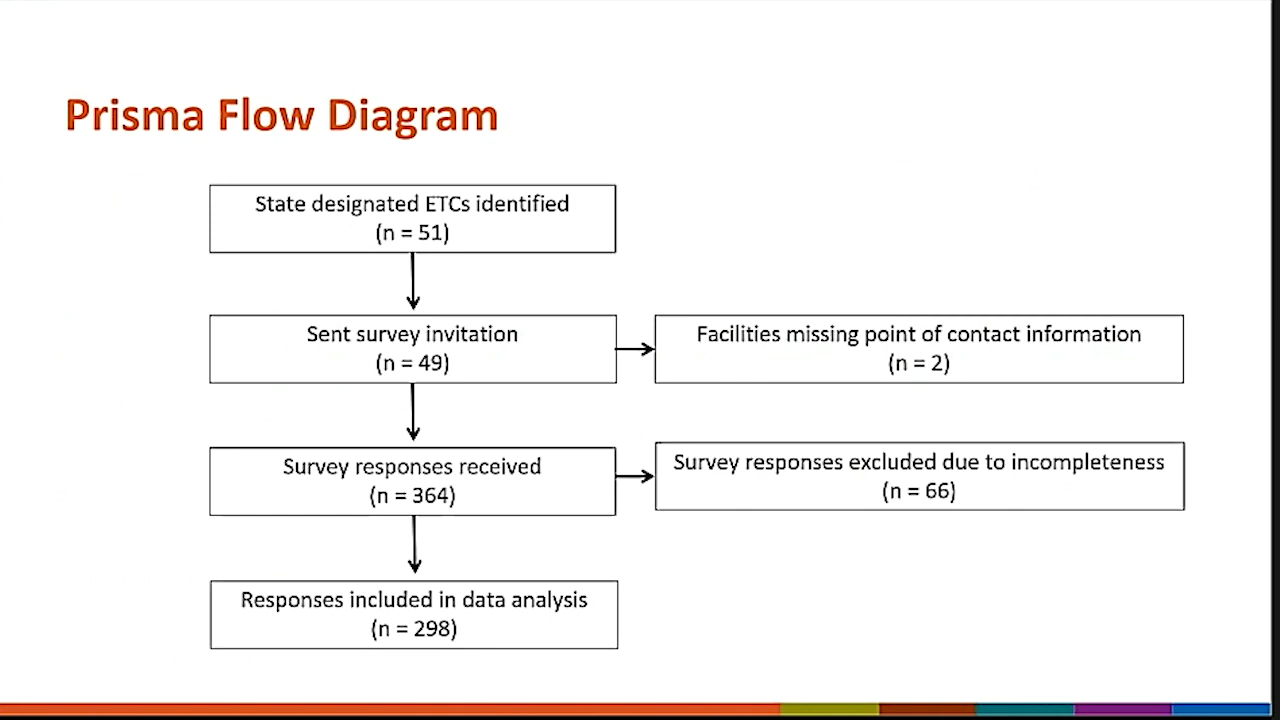 Prisma Flow Diagram
State designated ETCs identified
(n = 51)
Sent survey invitation
(n = 49)
Facilities missing point of contact information
(n = 2)
Survey responses received
(n = 364)
Survey responses excluded due to incompleteness
(n = 66)
Responses included in data analysis
(n = 298)